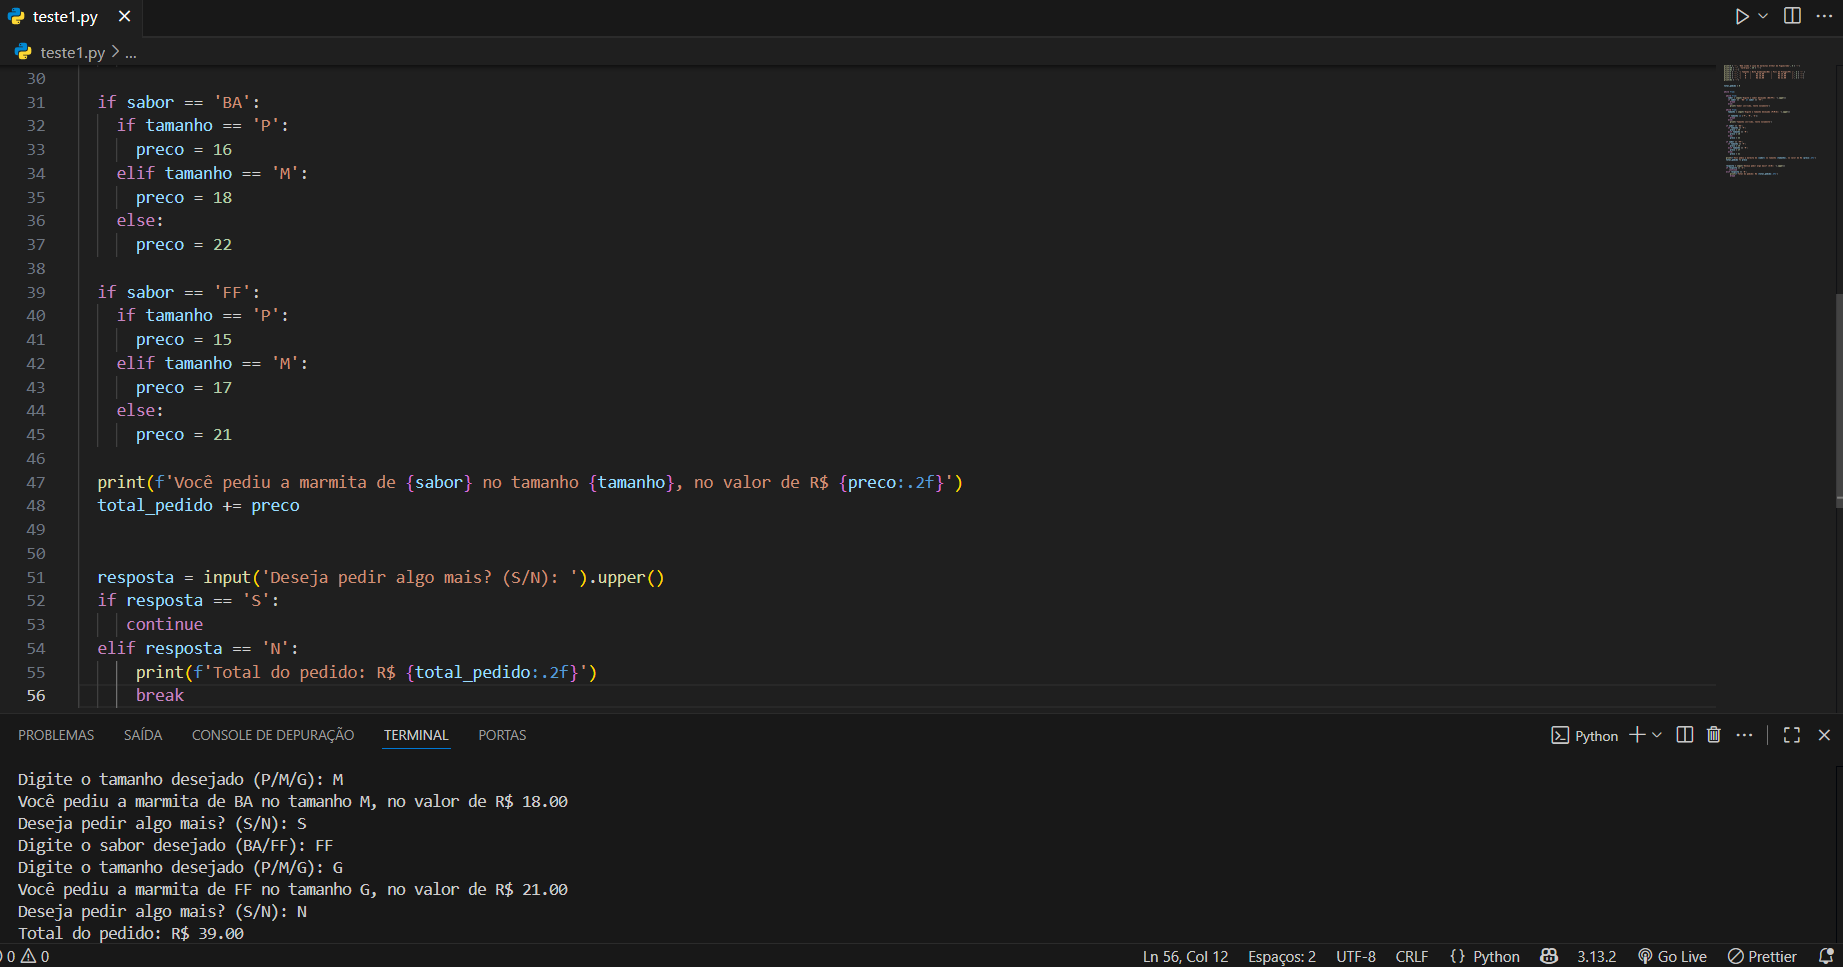 teste1.py
teste1.py > ...
30
31 if sabor == 'BA':
32 if tamanho == 'P':
33 preco = 16
34 elif tamanho == 'M':
35 preco = 18
36 else:
37 preco = 22
38
39 if sabor == 'FF':
40 if tamanho == 'P':
41 preco = 15
42 elif tamanho == 'M':
43 preco = 17
44 else:
45 preco = 21
46
47 print(f'Você pediu a marmita de {sabor} no tamanho {tamanho}, no valor de R$ {preco:.2f}')
48 total_pedido += preco
49
50
51 resposta = input('Deseja pedir algo mais? (S/N): ').upper()
52 if resposta == 'S':
53 continue
54 elif resposta == 'N':
55 print(f'Total do pedido: R$ {total_pedido:.2f}')
56 break
PROBLEMAS SAÍDA CONSOLE DE DEPURAÇÃO TERMINAL PORTAS Python
Digite o tamanho desejado (P/M/G): M
Você pediu a marmita de BA no tamanho M, no valor de R$ 18.00
Deseja pedir algo mais? (S/N): S
Digite o sabor desejado (BA/FF): FF
Digite o tamanho desejado (P/M/G): G
Você pediu a marmita de FF no tamanho G, no valor de R$ 21.00
Deseja pedir algo mais? (S/N): N
Total do pedido: R$ 39.00
0 0 Ln 56, Col 12 Espaços: 2 UTF-8 CRLF {} Python 3.13.2 Go Live Prettier